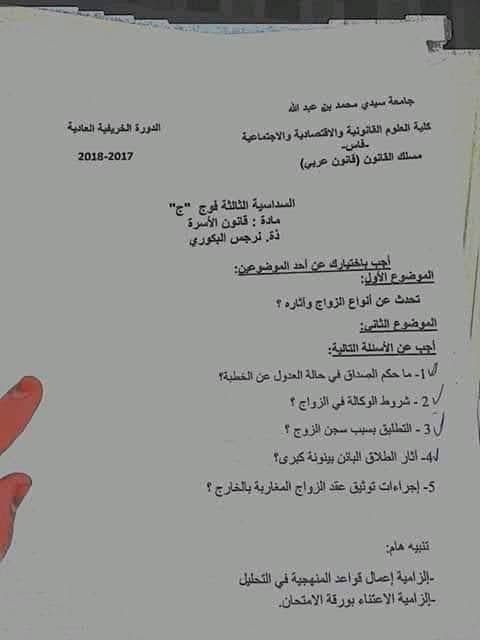 جامعة سيدي محمد بن عبد الله
كلية العلوم القانونية والاقتصادية والاجتماعية
-فاس-
مسلك القانون (قانون عربي)
الدورة الخريفية العادية
2018-2017
السداسية الثالثة فوج "ج"
مادة : قانون الأسرة
ذة. نرجس البكوري
أجب باختيارك عن أحد الموضوعين:
الموضوع الأول:
تحدث عن أنواع الزواج وآثاره ؟
الموضوع الثاني:
أجب عن الأسئلة التالية:
1- ما حكم الصداق في حالة العدول عن الخطبة؟
2 - شروط الوكالة في الزواج ؟
3 - التطليق بسبب سجن الزوج ؟
4- آثار الطلاق البائن بينونة كبرى؟
5- إجراءات توثيق عقد الزواج المغاربة بالخارج ؟
تنبيه هام:
-إلزامية إعمال قواعد المنهجية في التحليل
-إلزامية الاعتناء بورقة الامتحان.